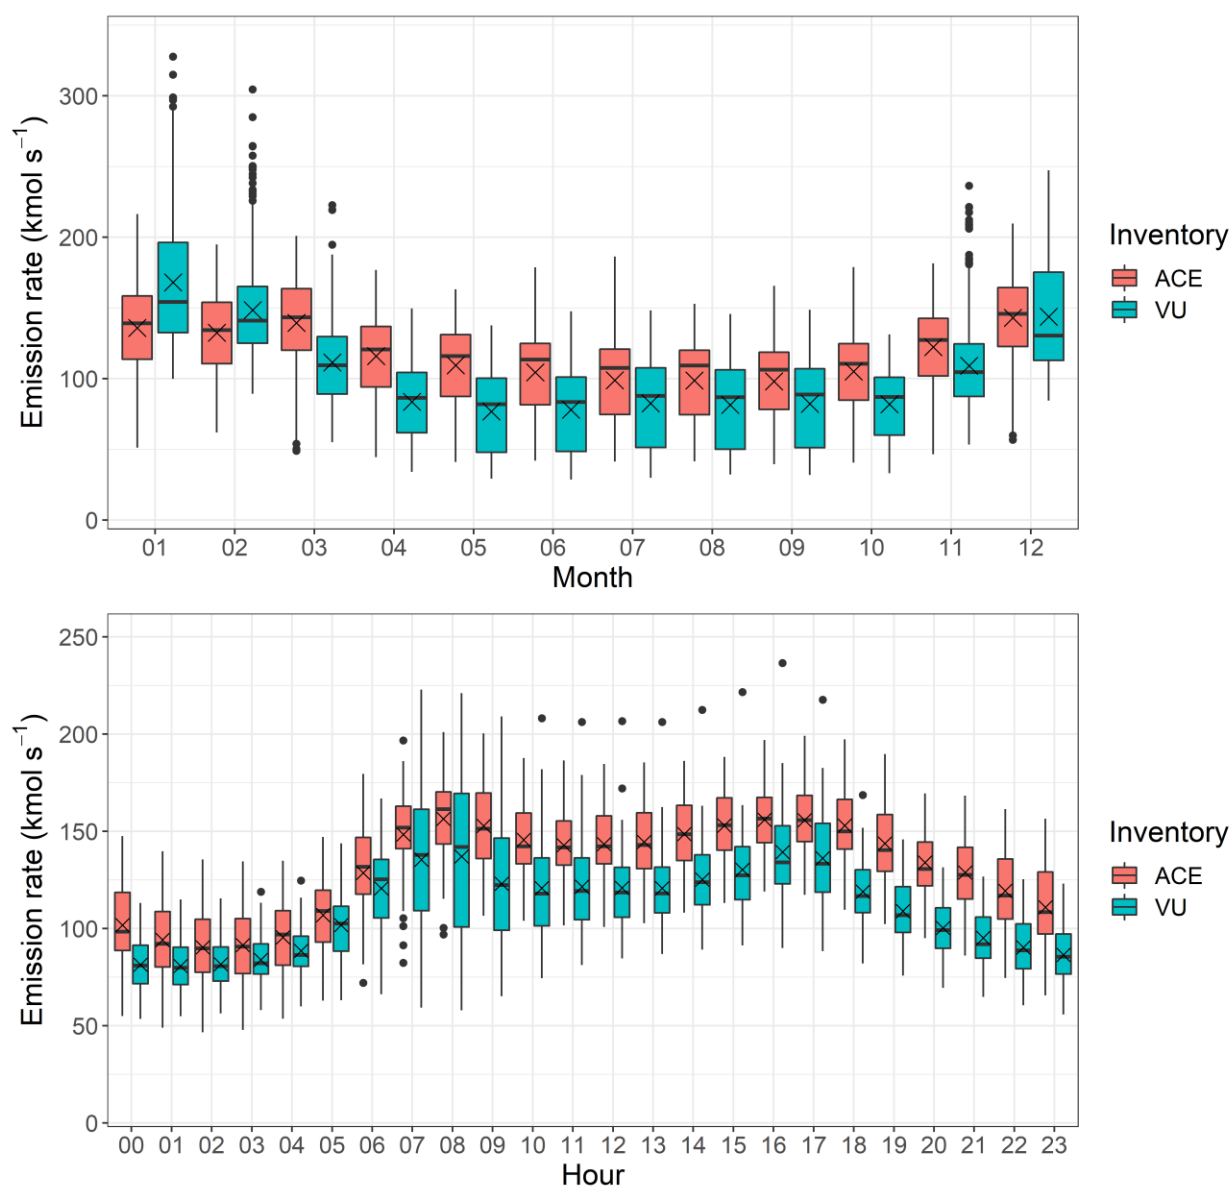 300
200
100
0
Emission rate (kmol s⁻¹)
01 02 03 04 05 06 07 08 09 10 11 12
Month
Inventory
ACE
VU
250
200
150
100
50
0
Emission rate (kmol s⁻¹)
00 01 02 03 04 05 06 07 08 09 10 11 12 13 14 15 16 17 18 19 20 21 22 23
Hour
Inventory
ACE
VU